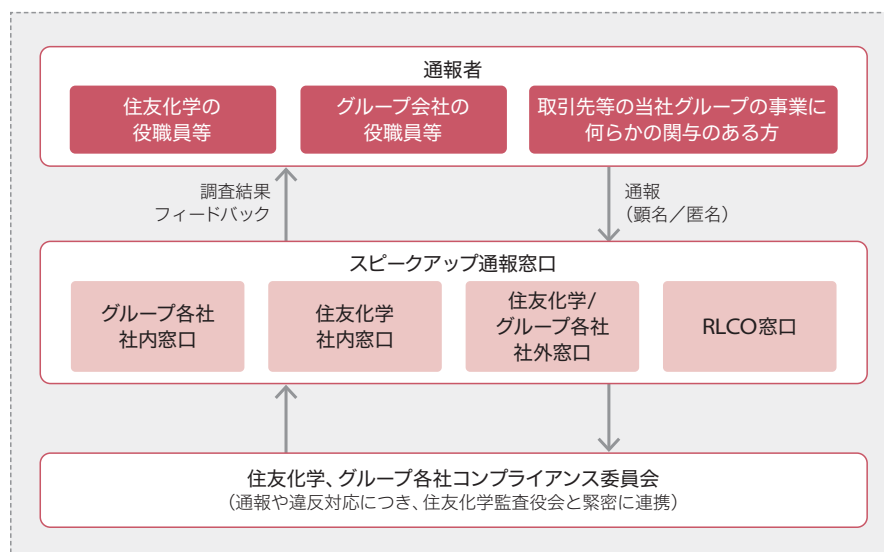 通報者
住友化学の
役職員等
グループ会社の
役職員等
取引先等の当社グループの事業に
何らかの関与のある方
調査結果
フィードバック
通報
（顕名／匿名）
スピークアップ通報窓口
グループ各社
社内窓口
住友化学
社内窓口
住友化学/
グループ各社
社外窓口
RLCO窓口
住友化学、グループ各社コンプライアンス委員会
（通報や違反対応につき、住友化学監査役会と緊密に連携）